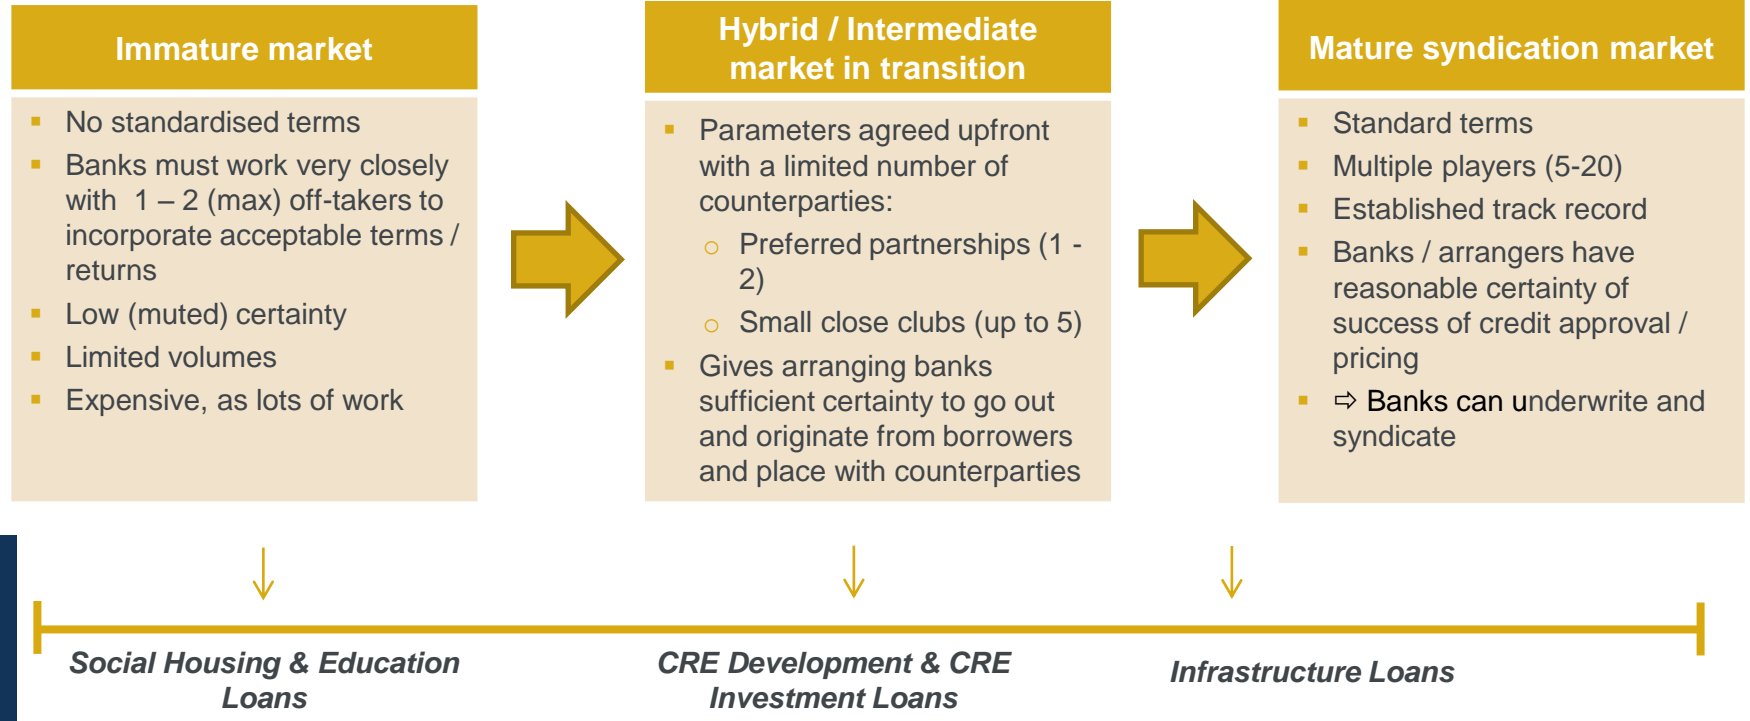 Immature market
No standardised terms
Banks must work very closely
with 1 – 2 (max) off-takers to
incorporate acceptable terms /
returns
Low (muted) certainty
Limited volumes
Expensive, as lots of work
Hybrid / Intermediate
market in transition
Parameters agreed upfront
with a limited number of
counterparties:
Preferred partnerships (1 -
2)
Small close clubs (up to 5)
Gives arranging banks
sufficient certainty to go out
and originate from borrowers
and place with counterparties
Mature syndication market
Standard terms
Multiple players (5-20)
Established track record
Banks / arrangers have
reasonable certainty of
success of credit approval /
pricing
⇨ Banks can underwrite and
syndicate
Social Housing & Education
Loans
CRE Development & CRE
Investment Loans
Infrastructure Loans